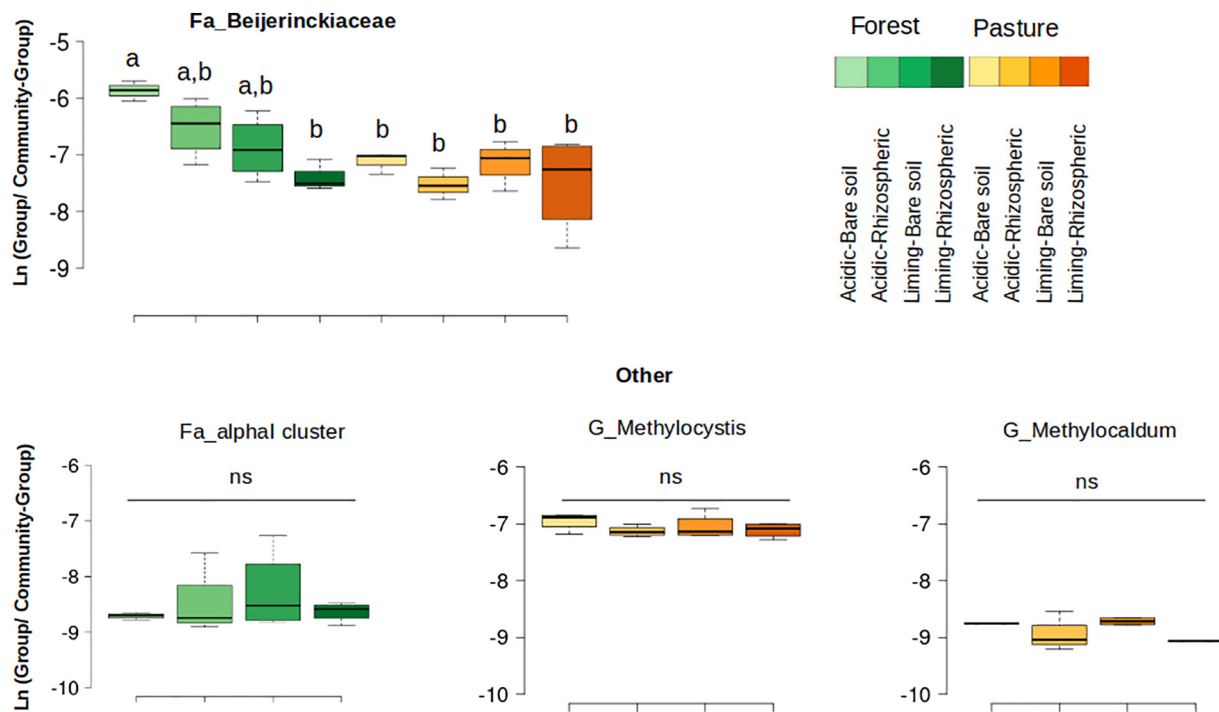 Fa_Beijerinckiaceae
Ln (Group/ Community-Group)
-5
-6
-7
-8
-9
a
a,b
a,b
b
b
b
b
b
Forest
Pasture
Acidic-Bare soil
Acidic-Rhizospheric
Liming-Bare soil
Liming-Rhizospheric
Acidic-Bare soil
Acidic-Rhizospheric
Liming-Bare soil
Liming-Rhizospheric
Other
Fa_alphaI cluster
Ln (Group/ Community-Group)
-6
-7
-8
-9
-10
ns
G_Methylocystis
-6
-7
-8
-9
-10
ns
G_Methylocaldum
-6
-7
-8
-9
-10
ns